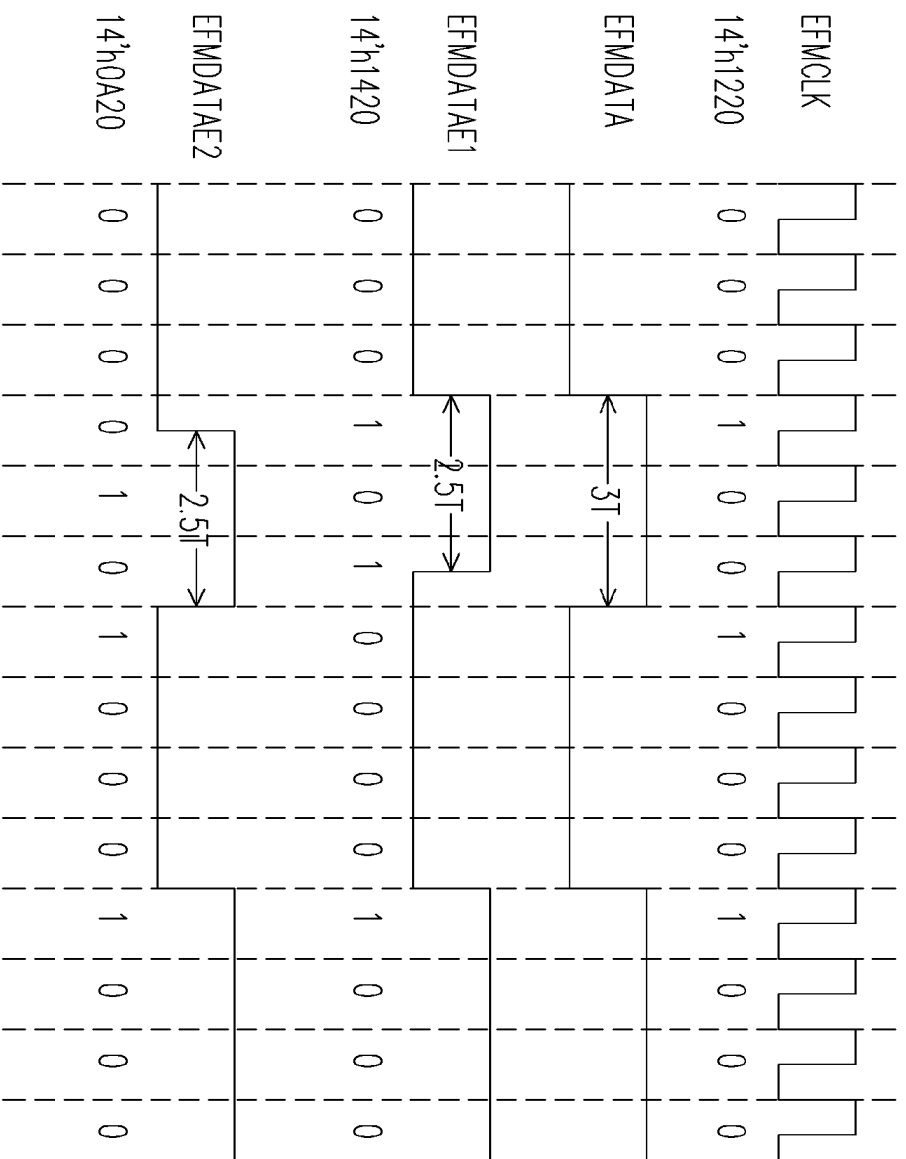 EFMCLK
14'h1220 0 0 0 1 0 0 1 0 0 0 1 0 0 0
EFMDATA 3T
EFMDATAE1 2.5T
14'h1420 0 0 0 1 0 1 0 0 0 0 1 0 0 0
EFMDATAE2 2.5T
14'h0A20 0 0 0 0 1 0 1 0 0 0 1 0 0 0